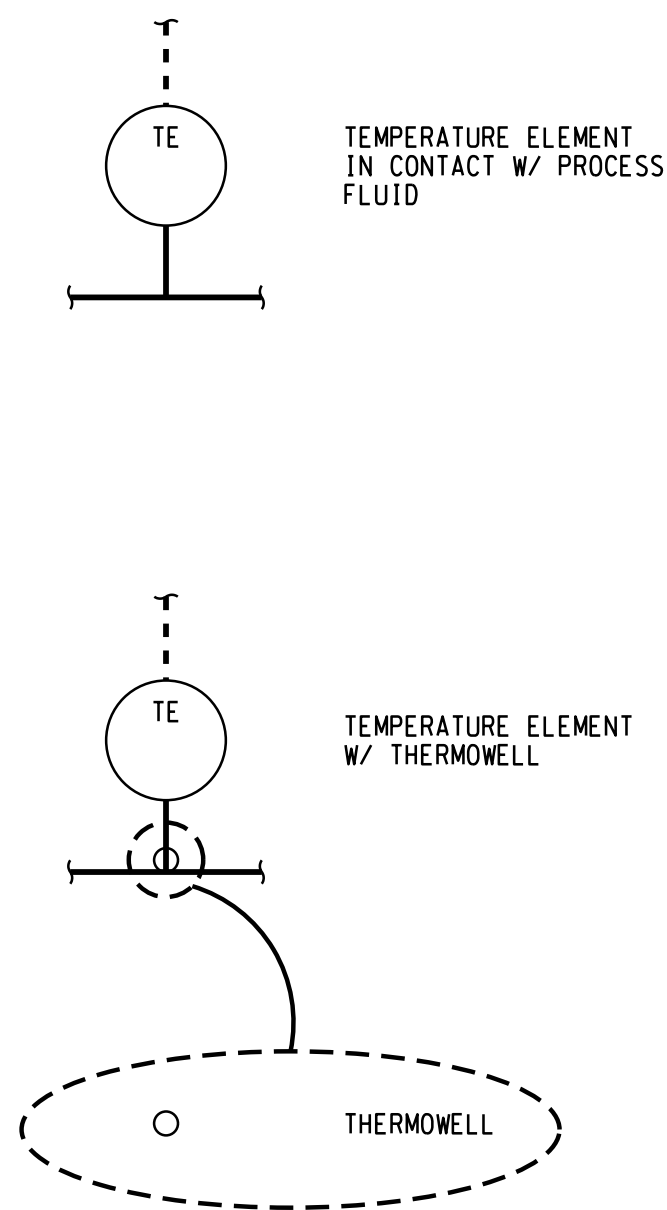 TE
TEMPERATURE ELEMENT
IN CONTACT W/ PROCESS
FLUID
TE
TEMPERATURE ELEMENT
W/ THERMOWELL
THERMOWELL